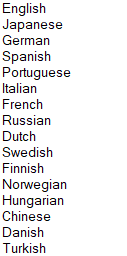 English
Japanese
German
Spanish
Portuguese
Italian
French
Russian
Dutch
Swedish
Finnish
Norwegian
Hungarian
Chinese
Danish
Turkish